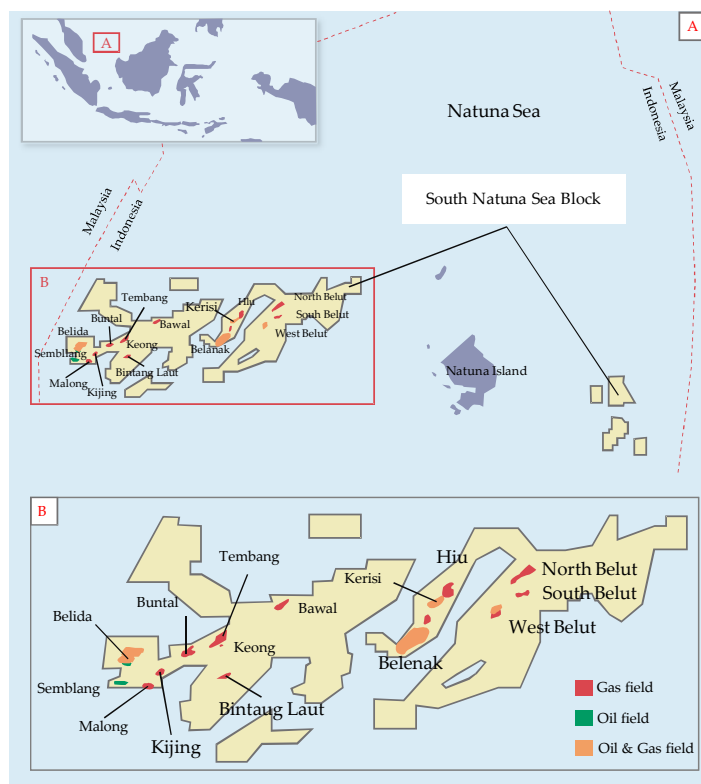 A
A
Natuna Sea
Malaysia
Indonesia
Malaysia
Indonesia
South Natuna Sea Block
B
Tembang
Kerisi
Hiu
North Belut
Buntal
Bawal
South Belut
Belida
Keong
West Belut
Sembllang
Belanak
Bintang Laut
Malong
Kijing
Natuna Island
B
Tembang
Hiu
Kerisi
North Belut
Buntal
Bawal
South Belut
Belida
West Belut
Keong
Belenak
Semblang
Gas field
Bintaug Laut
Malong
Oil field
Kijing
Oil & Gas field